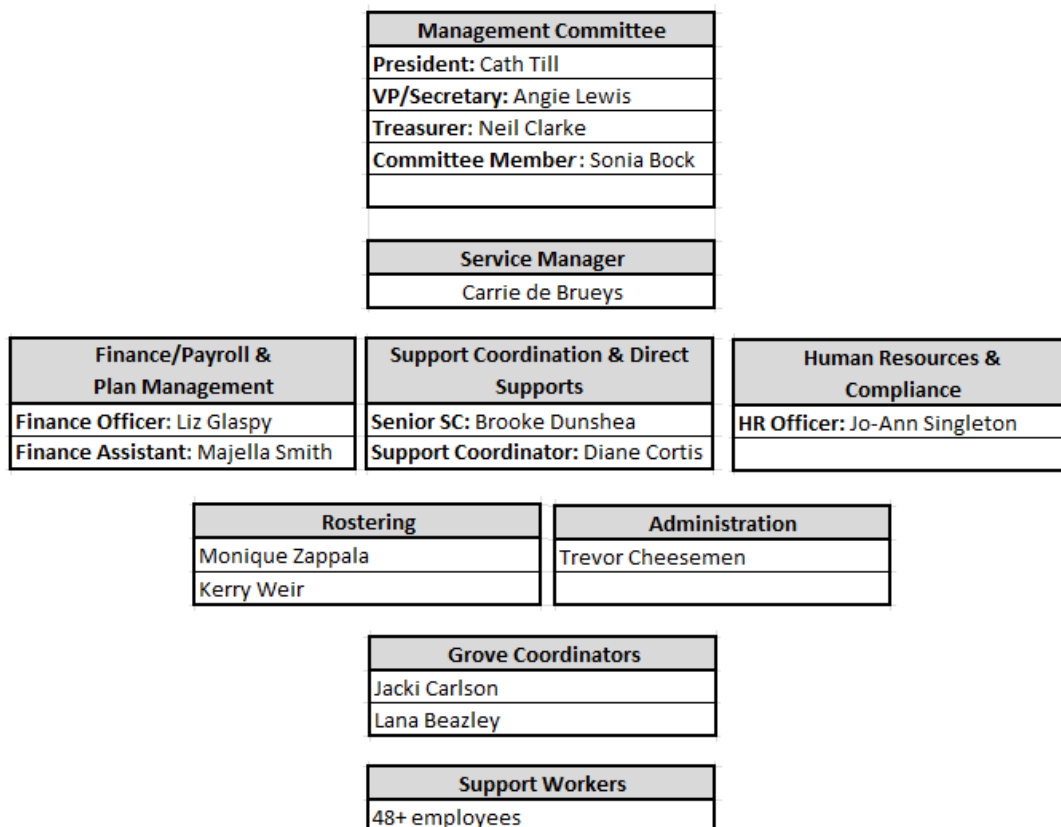 Management Committee
President: Cath Till
VP/Secretary: Angie Lewis
Treasurer: Neil Clarke
Committee Member: Sonia Bock
Service Manager
Carrie de Brueys
Finance/Payroll &
Plan Management
Finance Officer: Liz Glaspy
Finance Assistant: Majella Smith
Support Coordination & Direct
Supports
Senior SC: Brooke Dunshea
Support Coordinator: Diane Cortis
Human Resources &
Compliance
HR Officer: Jo-Ann Singleton
Rostering
Monique Zappala
Kerry Weir
Administration
Trevor Cheesemen
Grove Coordinators
Jacki Carlson
Lana Beazley
Support Workers
48+ employees